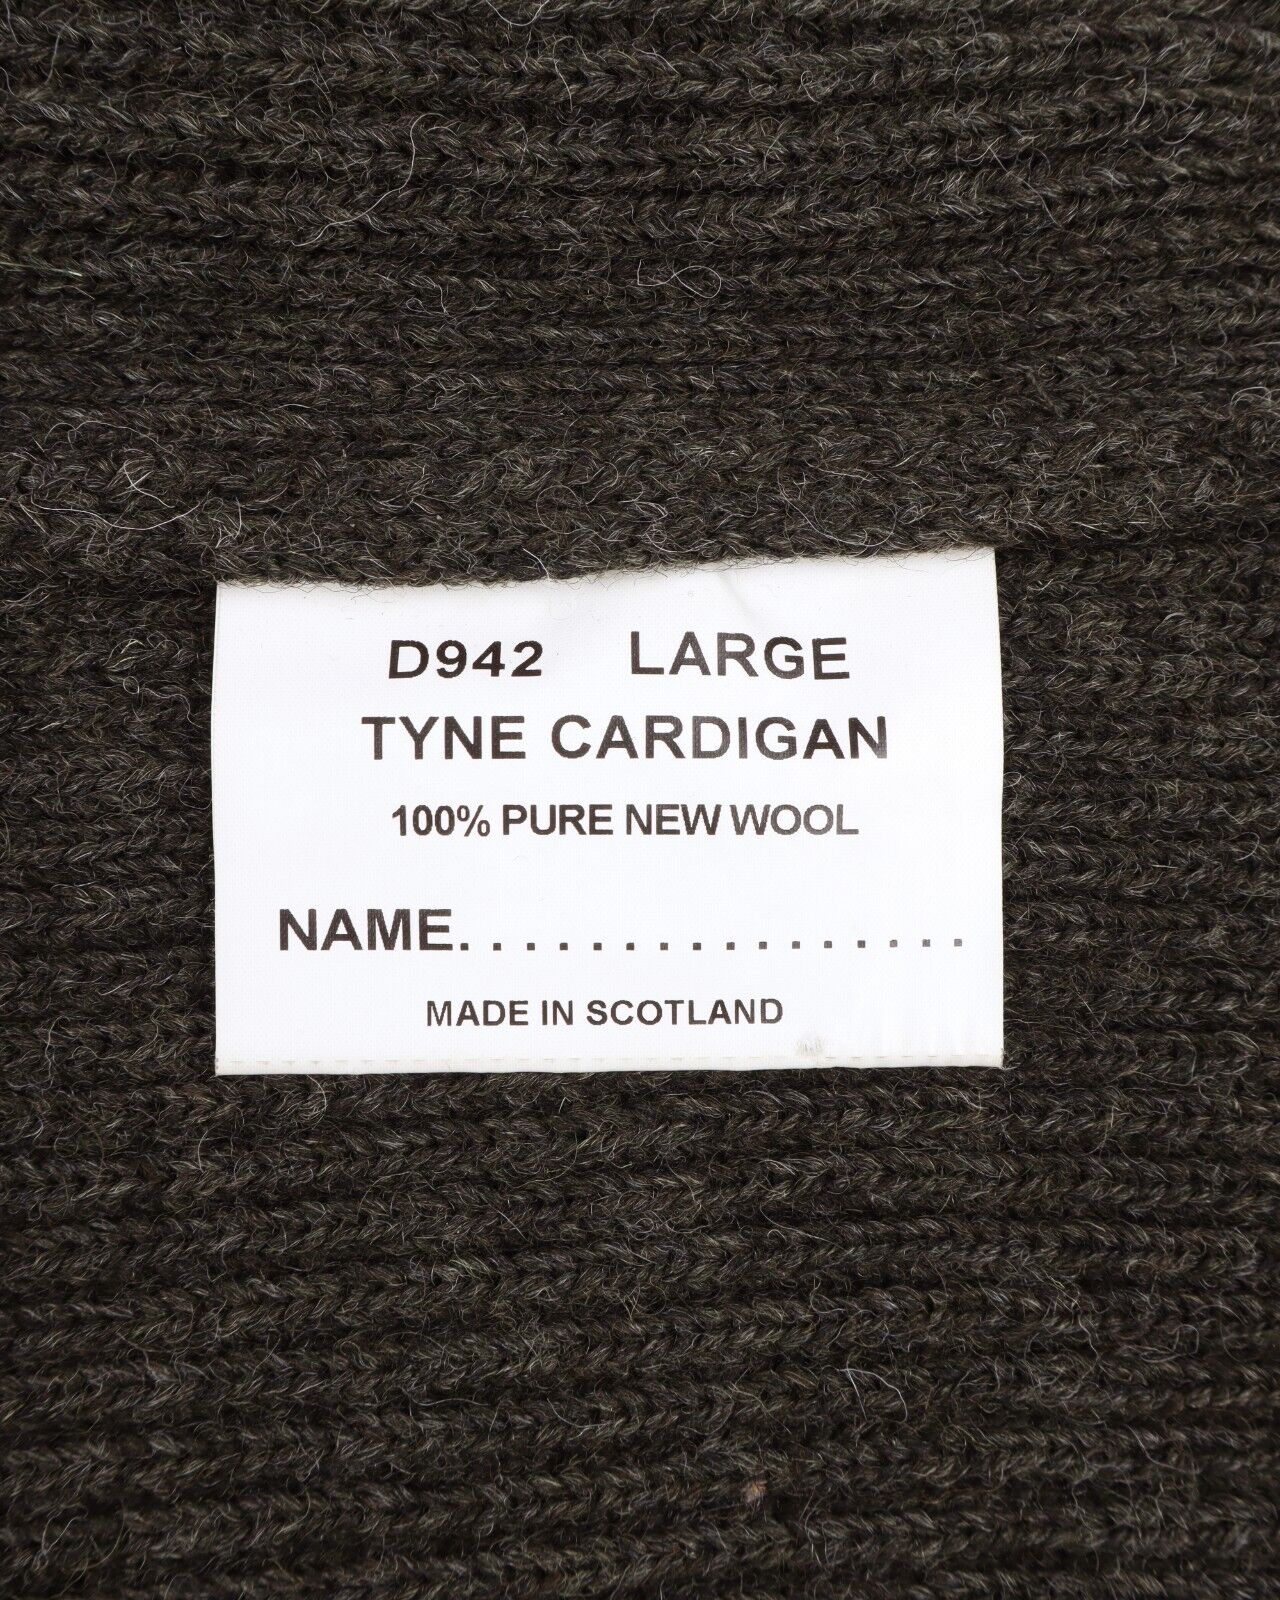 D942 LARGE
TYNE CARDIGAN
100% PURE NEW WOOL
NAME. . . . . . . . . . . . . . . .
MADE IN SCOTLAND